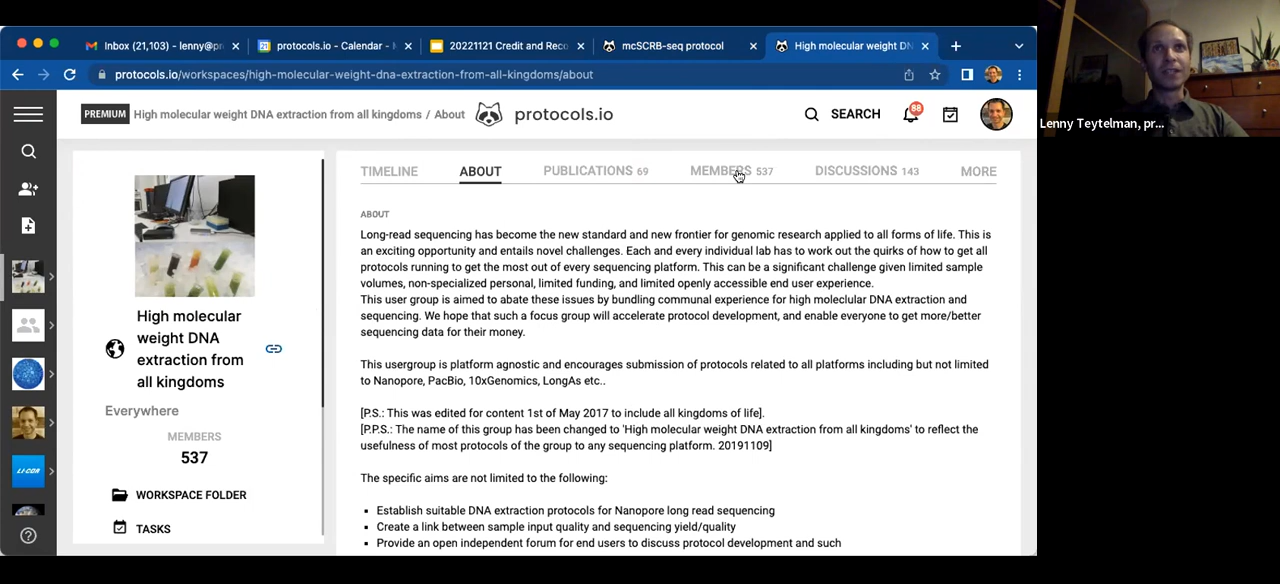 Inbox (21,103) – lenny@pr
protocols.io - Calendar -
20221121 Credit and Reco
mcSCRB-seq protocol
High molecular weight DN
protocols.io/workspaces/high-molecular-weight-dna-extraction-from-all-kingdoms/about
PREMIUM High molecular weight DNA extraction from all kingdoms / About protocols.io SEARCH 88
TIMELINE ABOUT PUBLICATIONS 69 MEMBERS 537 DISCUSSIONS 143 MORE
ABOUT
Long-read sequencing has become the new standard and new frontier for genomic research applied to all forms of life. This is
an exciting opportunity and entails novel challenges. Each and every individual lab has to work out the quirks of how to get all
protocols running to get the most out of every sequencing platform. This can be a significant challenge given limited sample
volumes, non-specialized personal, limited funding, and limited openly accessible end user experience.
This user group is aimed to abate these issues by bundling communal experience for high moleclular DNA extraction and
sequencing. We hope that such a focus group will accelerate protocol development, and enable everyone to get more/better
sequencing data for their money.
This usergroup is platform agnostic and encourages submission of protocols related to all platforms including but not limited
to Nanopore, PacBio, 10xGenomics, LongAs etc..
[P.S.: This was edited for content 1st of May 2017 to include all kingdoms of life].
[P.P.S.: The name of this group has been changed to 'High molecular weight DNA extraction from all kingdoms' to reflect the
usefulness of most protocols of the group to any sequencing platform. 20191109]
The specific aims are not limited to the following:
Establish suitable DNA extraction protocols for Nanopore long read sequencing
Create a link between sample input quality and sequencing yield/quality
Provide an open independent forum for end users to discuss protocol development and such
High molecular
weight DNA
extraction from
all kingdoms
Everywhere
MEMBERS
537
WORKSPACE FOLDER
TASKS
LI-COR
Lenny Teytelman, pr...